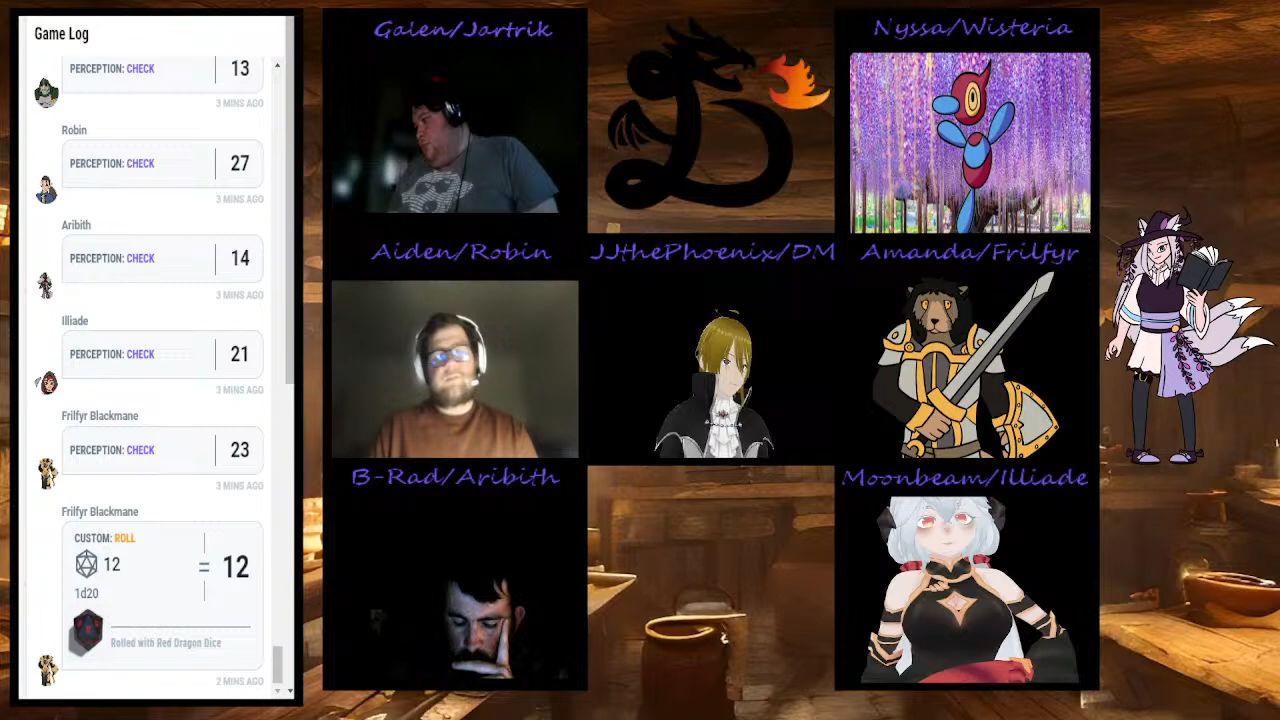 Game Log
PERCEPTION: CHECK
13
3 MINS AGO
Robin
PERCEPTION: CHECK
27
3 MINS AGO
Aribith
PERCEPTION: CHECK
14
3 MINS AGO
Illiade
PERCEPTION: CHECK
21
3 MINS AGO
Frilfyr Blackmane
PERCEPTION: CHECK
23
3 MINS AGO
Frilfyr Blackmane
CUSTOM: ROLL
12 = 12
1d20
Rolled with Red Dragon Dice
2 MINS AGO
Galen/Jartrik
Nyssa/Wisteria
Aiden/Robin
JJthePhoenix/DM
Amanda/Frilfyr
B-Rad/Aribith
Moonbeam/Illiade